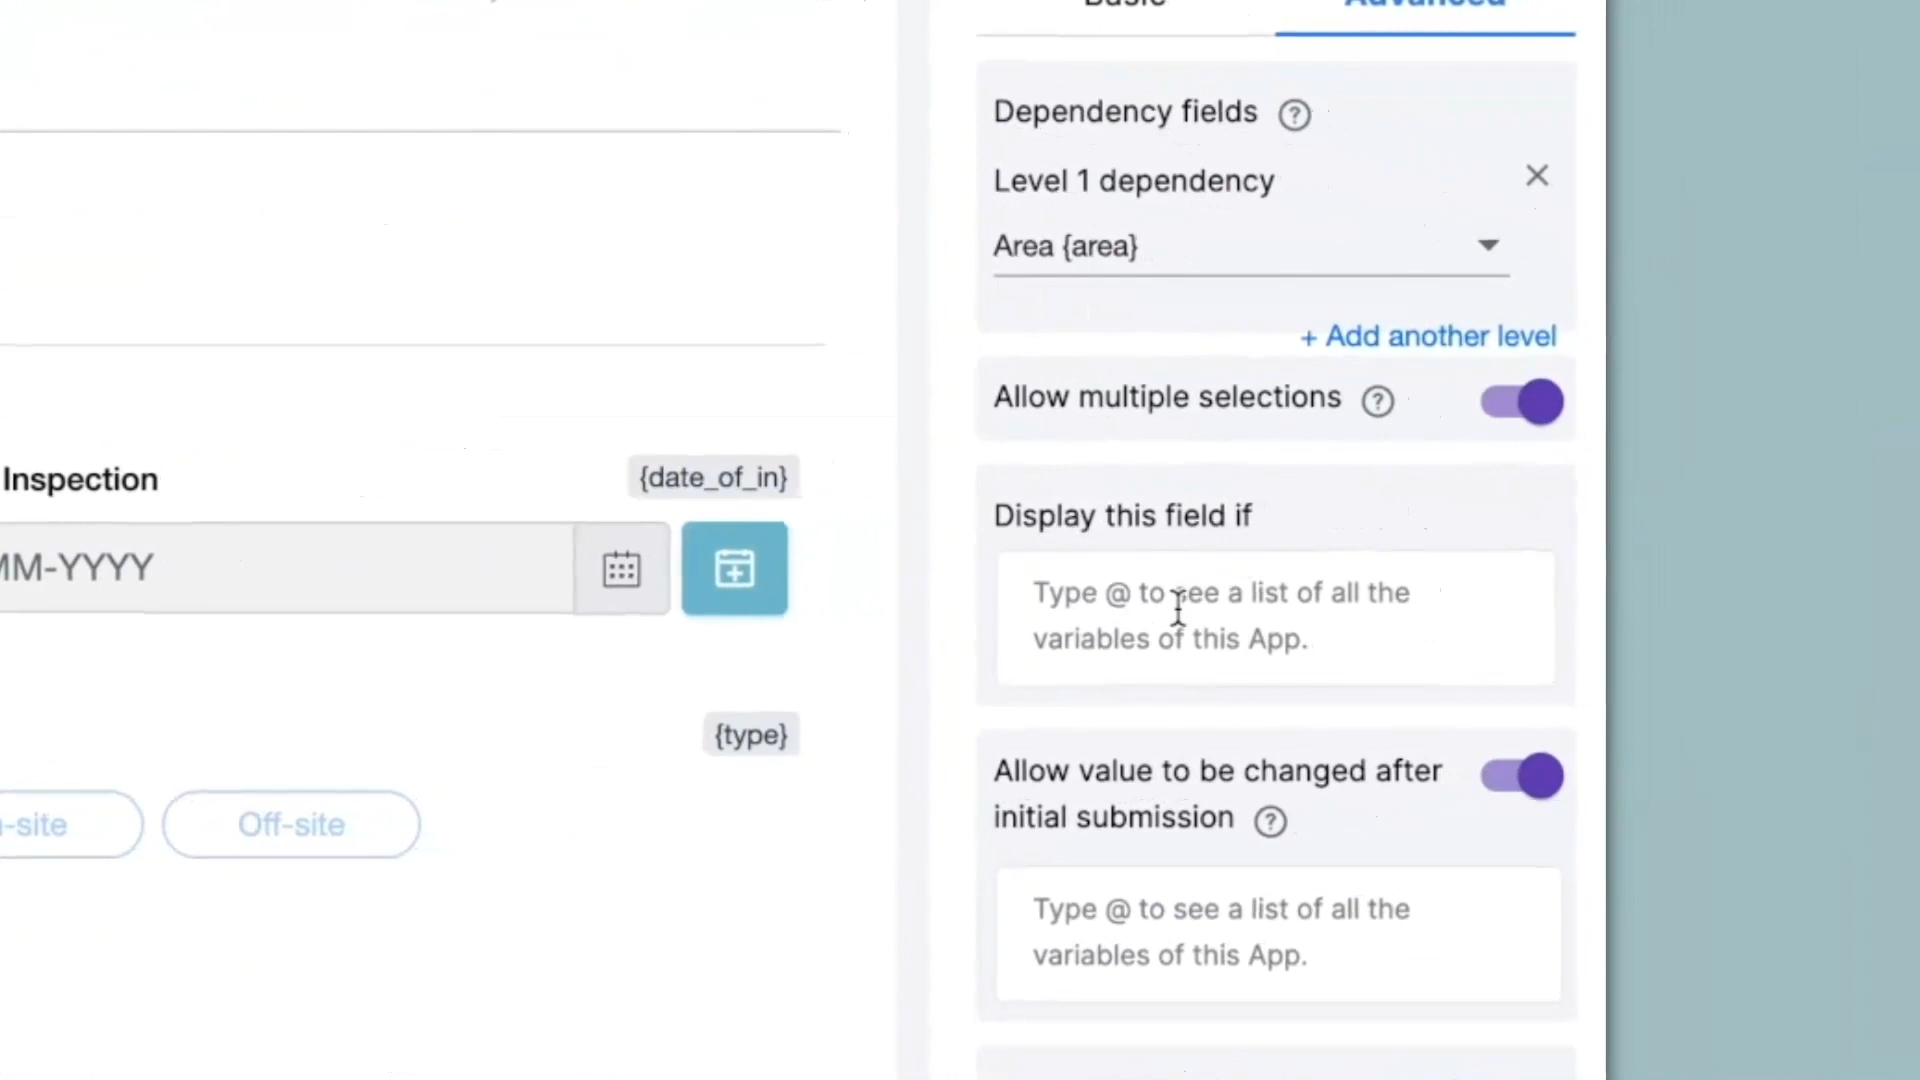 Basic Advanced
Dependency fields ?
Level 1 dependency
Area {area}
+ Add another level
Allow multiple selections ?
Inspection {date_of_in}
MM-YYYY
Display this field if
Type @ to see a list of all the
variables of this App.
{type}
Allow value to be changed after
initial submission ?
-site Off-site
Type @ to see a list of all the
variables of this App.